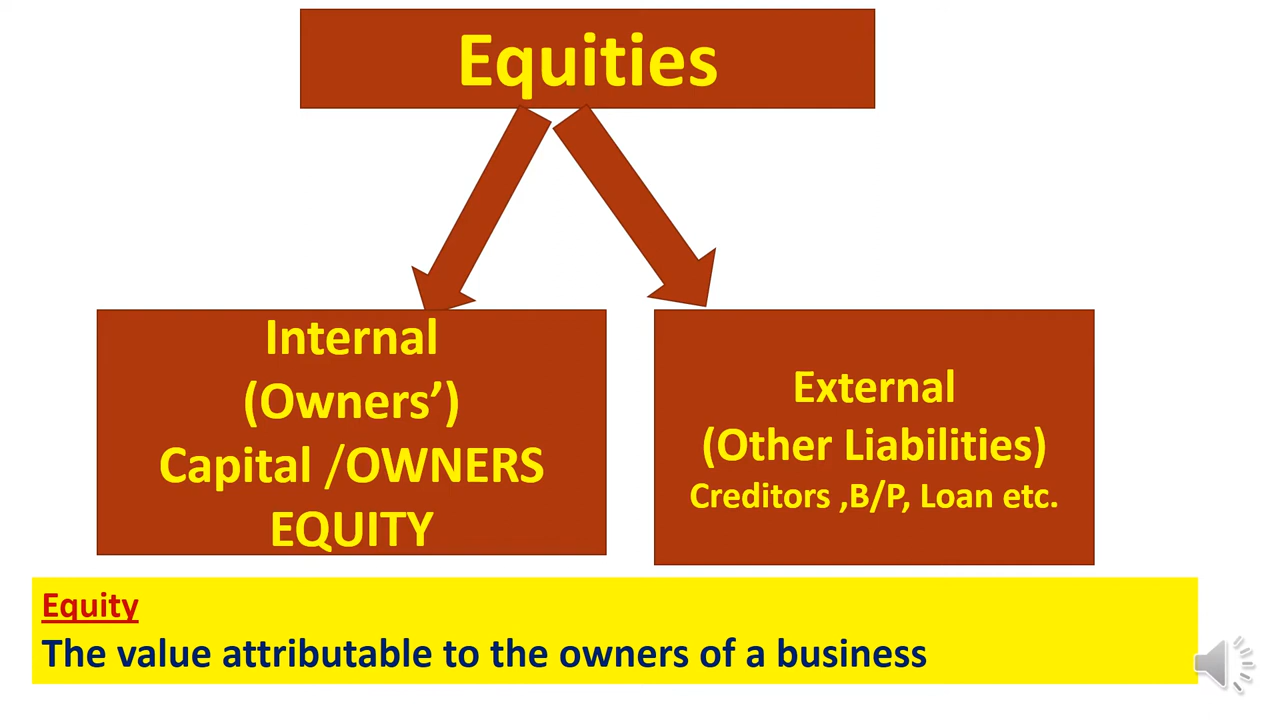 Equities
Internal
(Owners’)
Capital /OWNERS
EQUITY
External
(Other Liabilities)
Creditors ,B/P, Loan etc.
Equity
The value attributable to the owners of a business